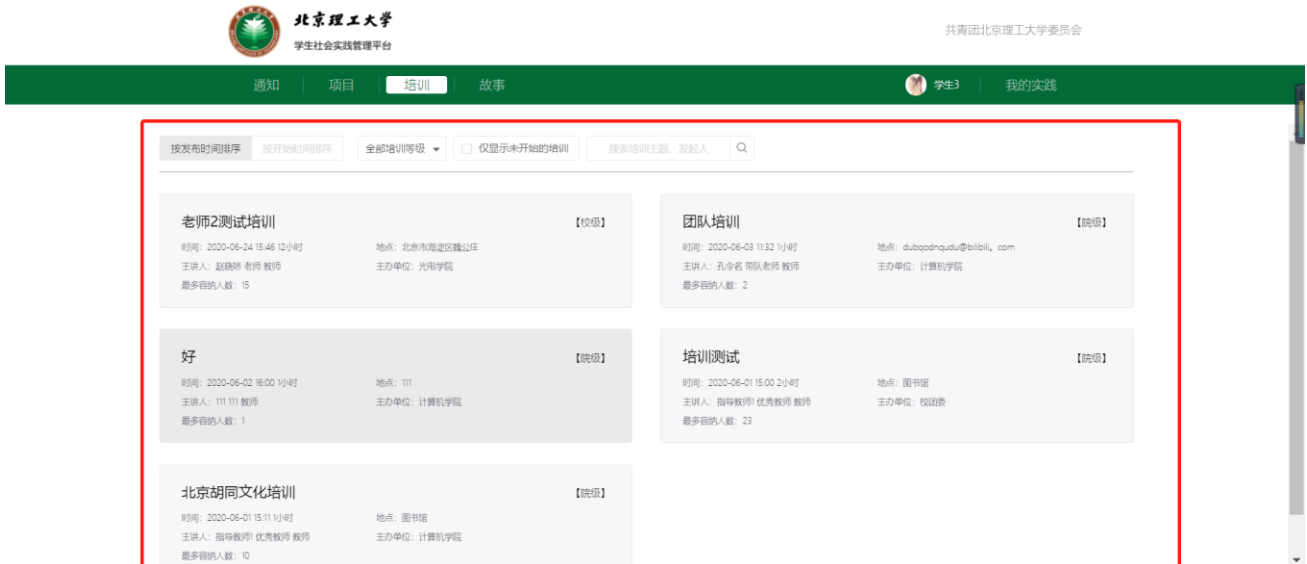 北京理工大学
学生社会实践管理平台
共青团北京理工大学委员会
通知 项目 培训 故事 学生3 我的实践
按发布时间排序 按开始时间排序 全部培训等级 仅显示未开始的培训 搜索培训主题、发起人
老师2测试培训 【校级】
时间：2020-06-24 15:46 12小时 地点：北京市海淀区魏公庄
主讲人：赵晓娇 老师 教师 主办单位：光电学院
最多容纳人数：15
团队培训 【院级】
时间：2020-06-03 11:32 1小时 地点：dubqodnqudu@bilibili。com
主讲人：孔令名 带队老师 教师 主办单位：计算机学院
最多容纳人数：2
好 【院级】
时间：2020-06-02 16:00 1小时 地点：111
主讲人：111 111 教师 主办单位：计算机学院
最多容纳人数：1
培训测试 【院级】
时间：2020-06-01 15:00 2小时 地点：图书馆
主讲人：指导教师1 优秀教师 教师 主办单位：校团委
最多容纳人数：23
北京胡同文化培训 【院级】
时间：2020-06-01 15:11 1小时 地点：图书馆
主讲人：指导教师1 优秀教师 教师 主办单位：计算机学院
最多容纳人数：10